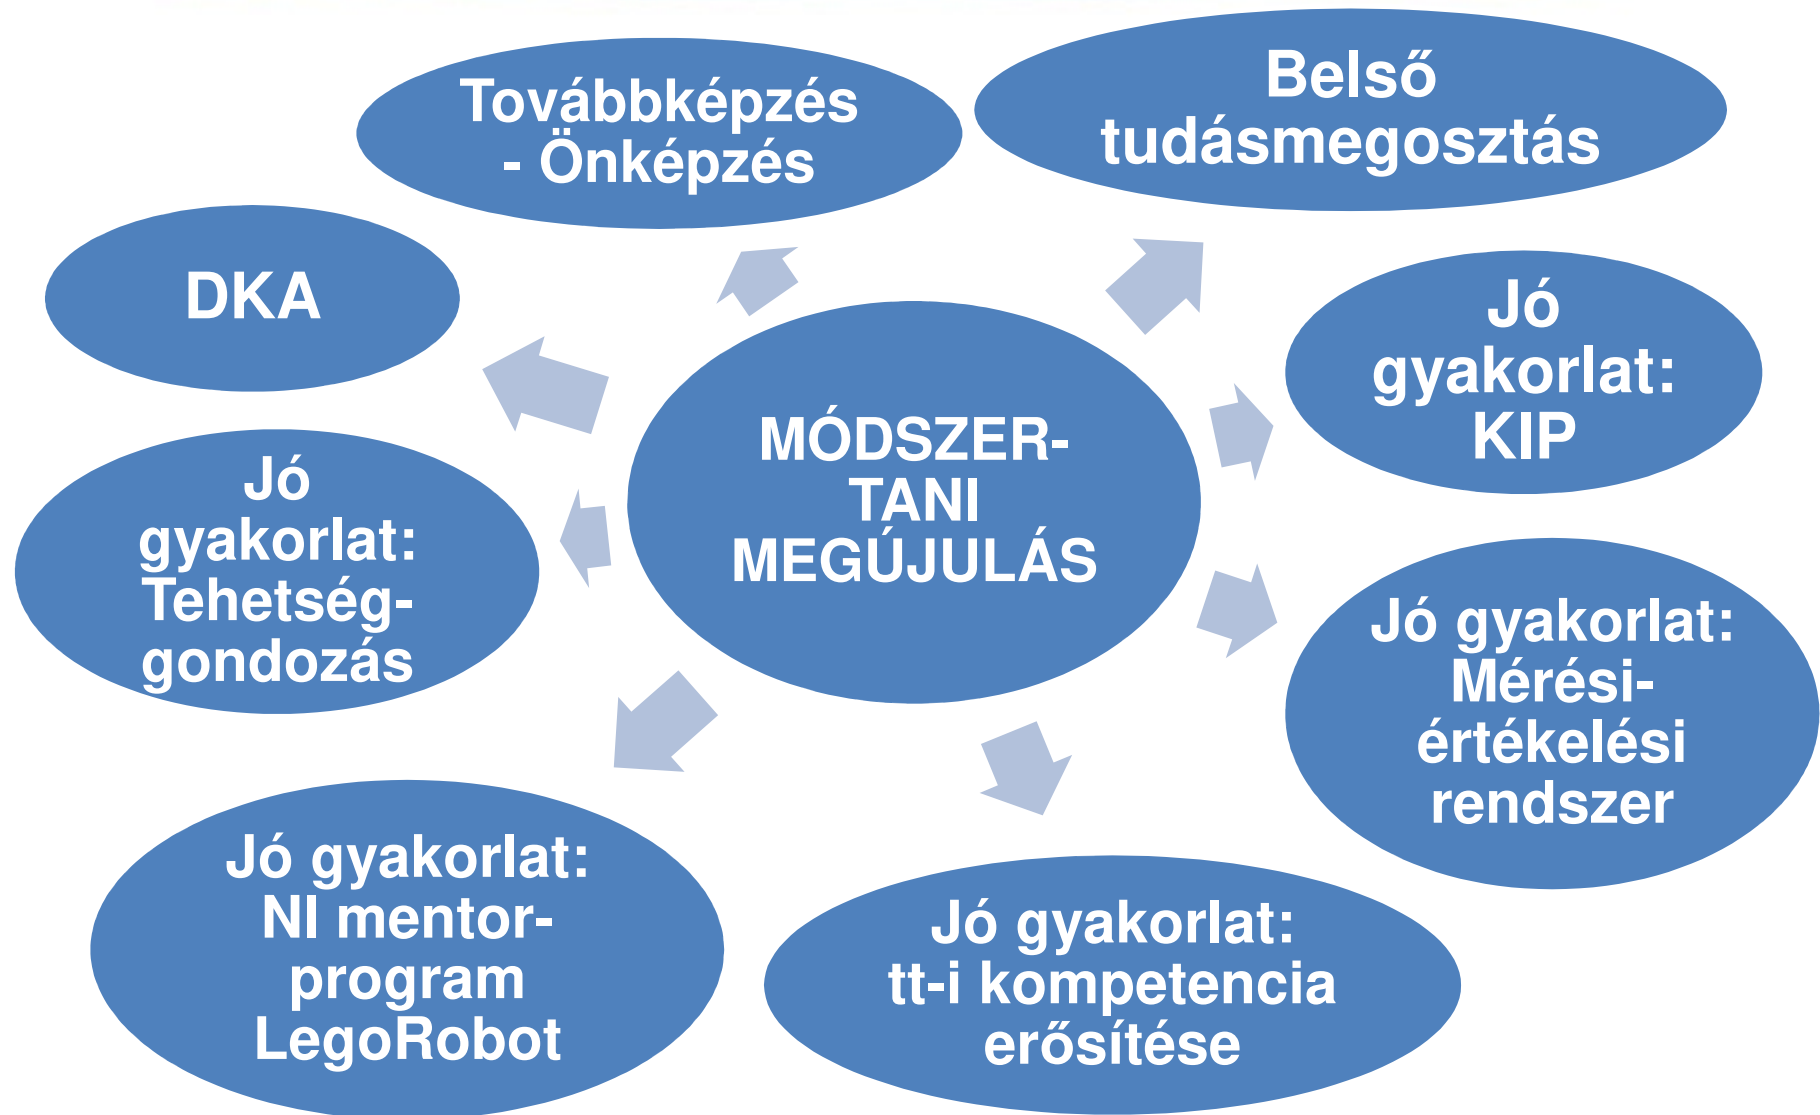 Továbbképzés
- Önképzés
Belső
tudásmegosztás
DKA
Jó
gyakorlat:
KIP
MÓDSZER-
TANI
MEGÚJULÁS
Jó
gyakorlat:
Tehetség-
gondozás
Jó gyakorlat:
Mérési-
értékelési
rendszer
Jó gyakorlat:
NI mentor-
program
LegoRobot
Jó gyakorlat:
tt-i kompetencia
erősítése